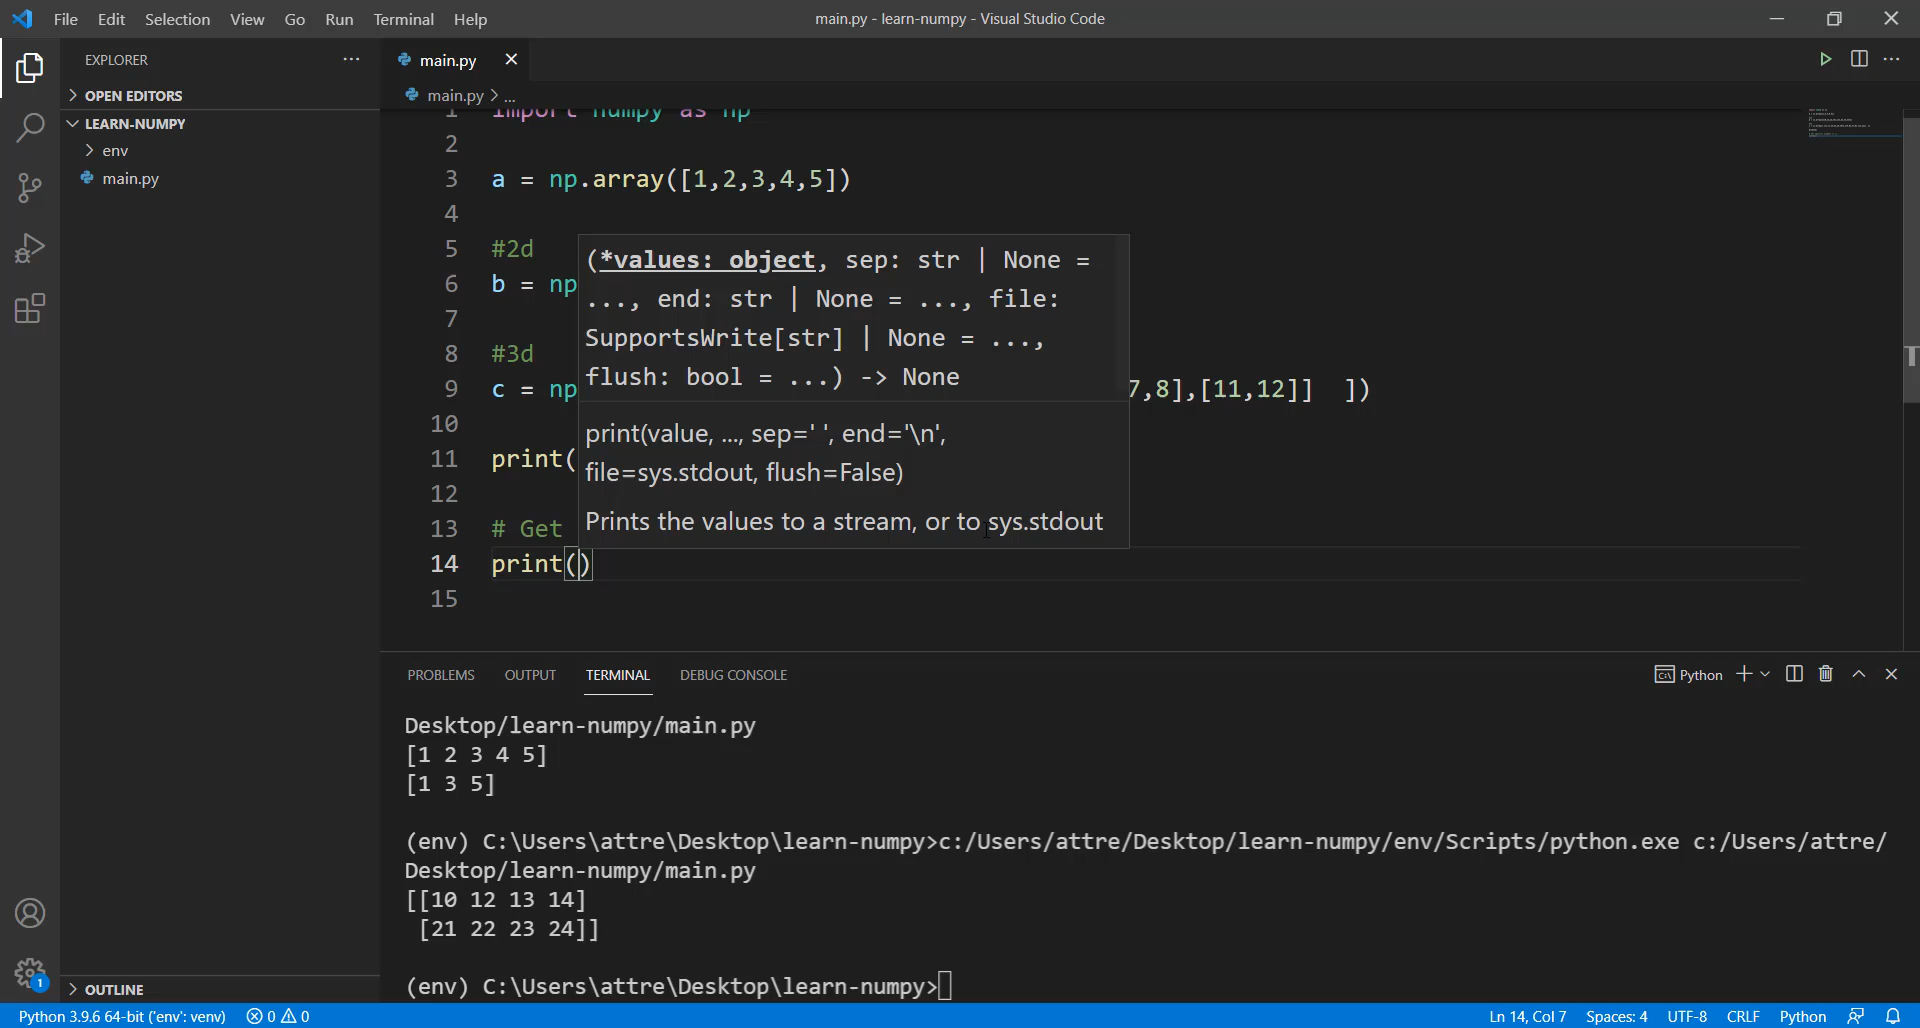 File Edit Selection View Go Run Terminal Help
main.py - learn-numpy - Visual Studio Code
EXPLORER
OPEN EDITORS
LEARN-NUMPY
env
main.py
OUTLINE
main.py
main.py > ...
1 import numpy as np
2
3 a = np.array([1,2,3,4,5])
4
5 #2d
6 b = np
7
8 #3d
9 c = np 7,8],[11,12]] ])
10
11 print(
12
13 # Get
14 print()
15
(*values: object, sep: str | None =
..., end: str | None = ..., file:
SupportsWrite[str] | None = ...,
flush: bool = ...) -> None
print(value, ..., sep=' ', end='\n',
file=sys.stdout, flush=False)
Prints the values to a stream, or to sys.stdout
PROBLEMS OUTPUT TERMINAL DEBUG CONSOLE
Python
Desktop/learn-numpy/main.py
[1 2 3 4 5]
[1 3 5]
(env) C:\Users\attre\Desktop\learn-numpy>c:/Users/attre/Desktop/learn-numpy/env/Scripts/python.exe c:/Users/attre/
Desktop/learn-numpy/main.py
[[10 12 13 14]
[21 22 23 24]]
(env) C:\Users\attre\Desktop\learn-numpy>
1
Python 3.9.6 64-bit ('env': venv) 0 0 Ln 14, Col 7 Spaces: 4 UTF-8 CRLF Python